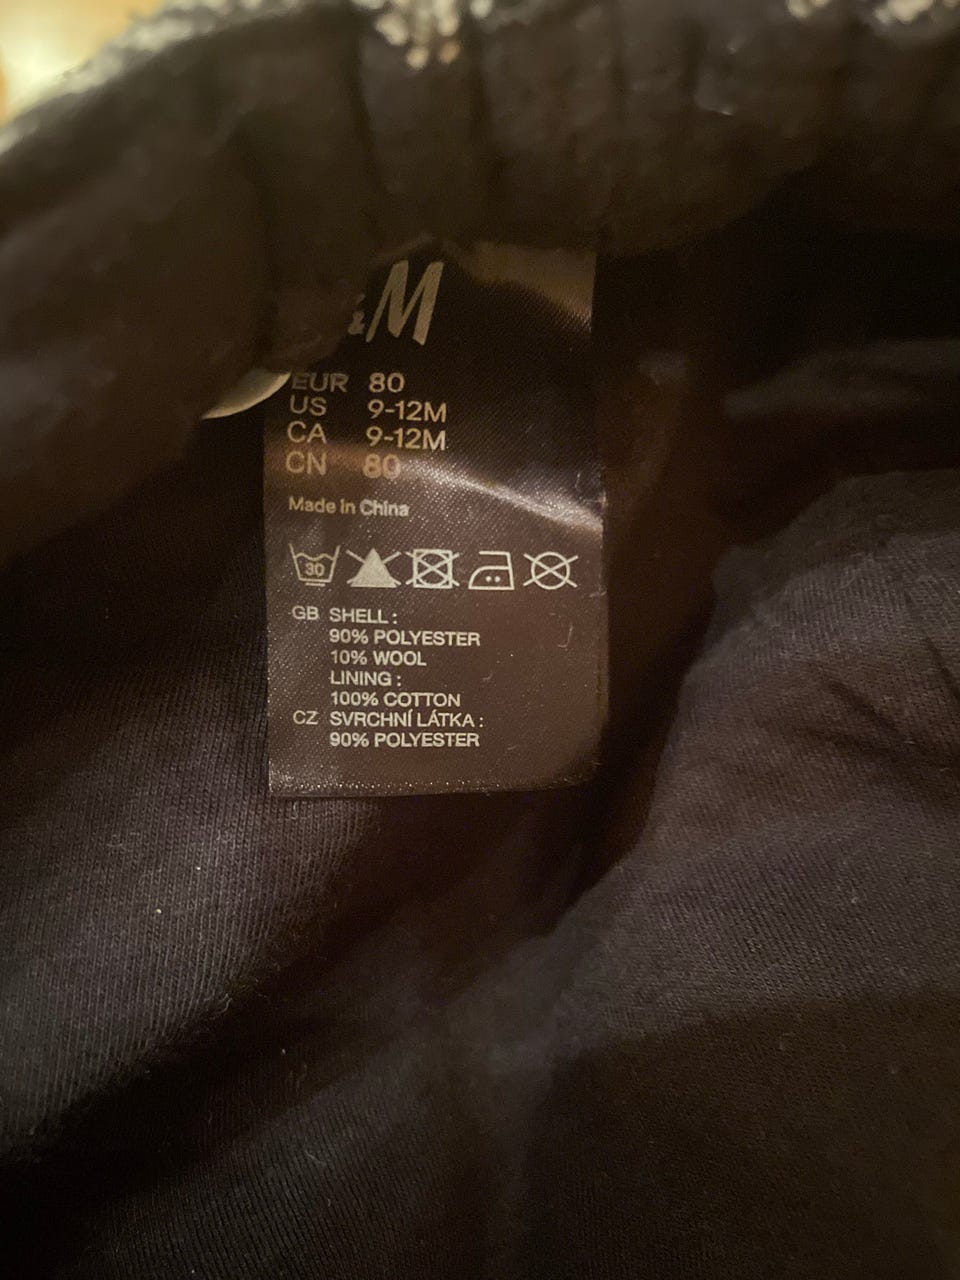 &M
EUR 80
US 9-12M
CA 9-12M
CN 80
Made in China
30
GB SHELL :
90% POLYESTER
10% WOOL
LINING :
100% COTTON
CZ SVRCHNÍ LÁTKA :
90% POLYESTER